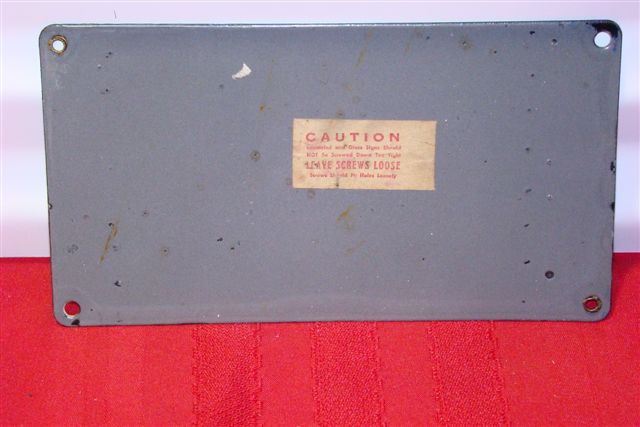 CAUTION
Enameled and Glass Signs Should
NOT be Screwed Down Too Tight
LEAVE SCREWS LOOSE
Screws Should Fit Holes Loosely